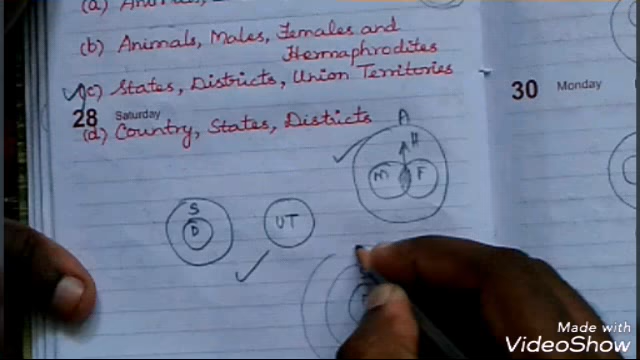 (a) Animals,
(b) Animals, Males, Females and
Hermaphrodites
(c) States, Districts, Union Territories
28 Saturday
30 Monday
(d) Country, States, Districts
A
H
M F
S
D
UT
Made with
VideoShow